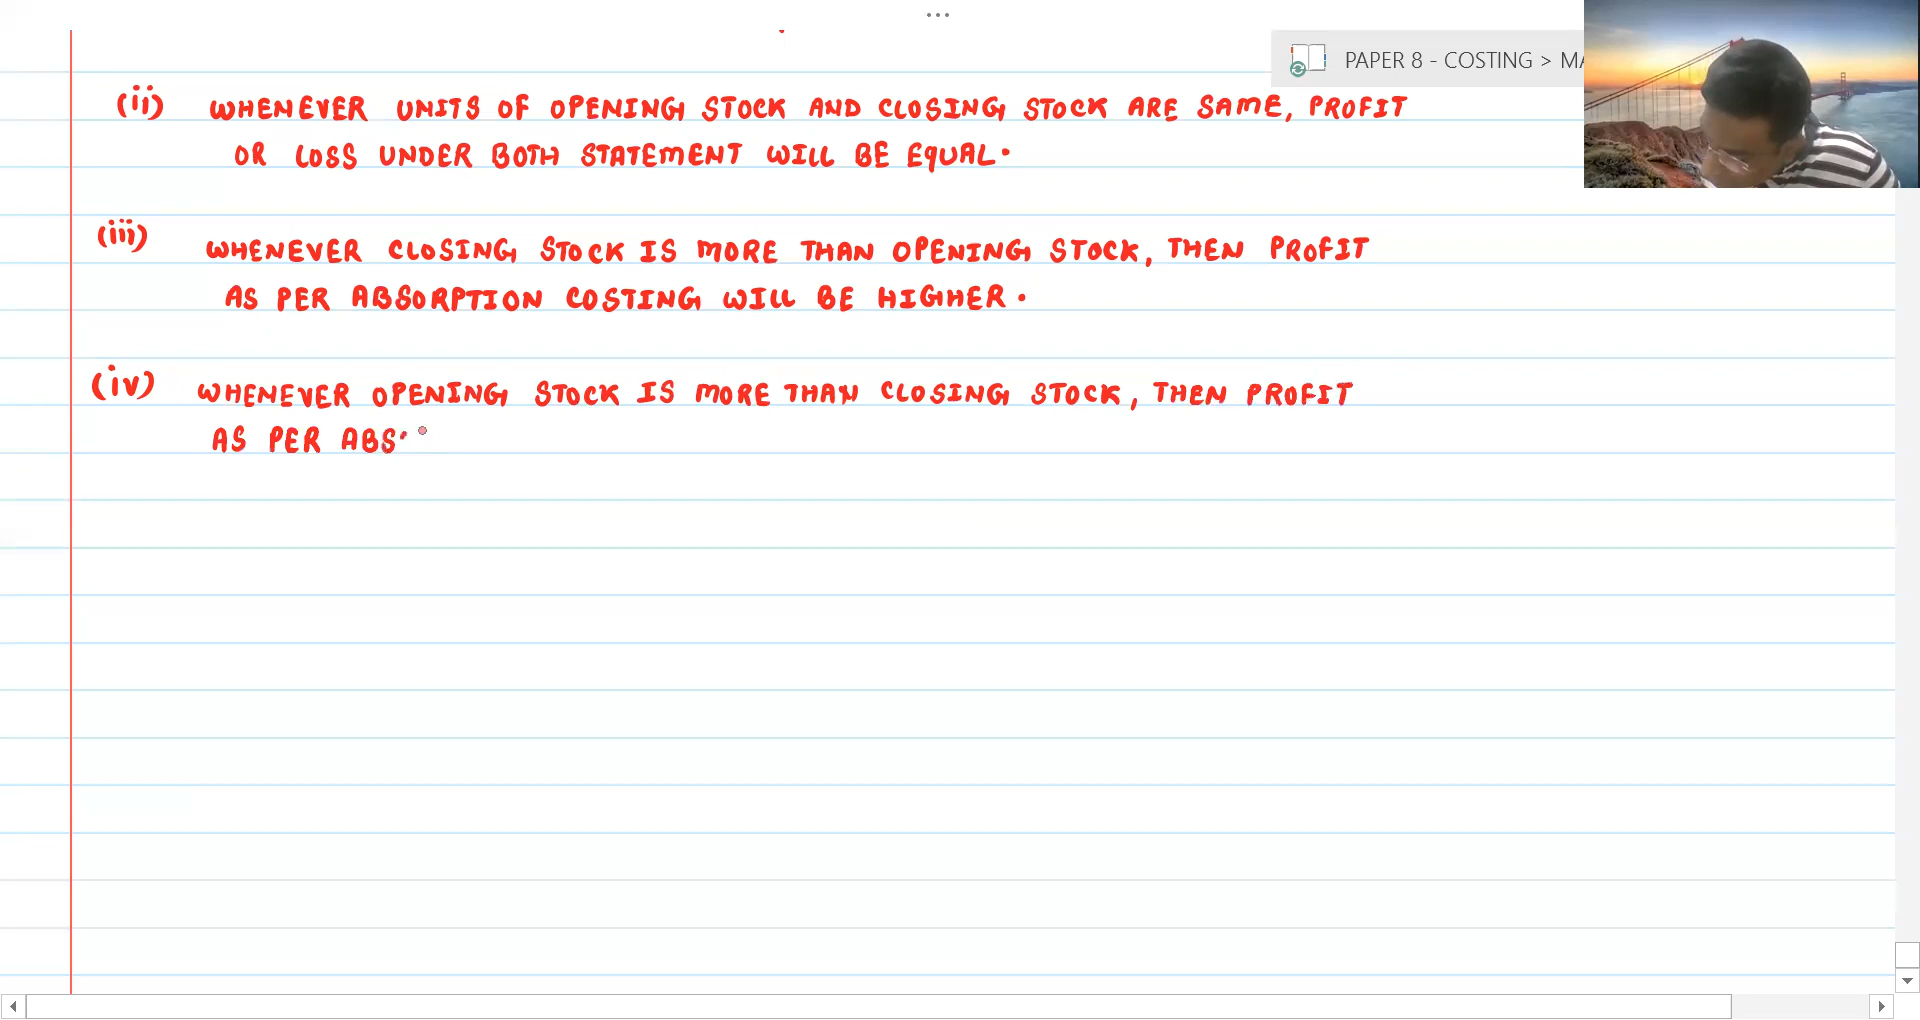 ...
PAPER 8 - COSTING > MA
(ii) WHENEVER UNITS OF OPENING STOCK AND CLOSING STOCK ARE SAME, PROFIT
OR LOSS UNDER BOTH STATEMENT WILL BE EQUAL.
(iii) WHENEVER CLOSING STOCK IS MORE THAN OPENING STOCK, THEN PROFIT
AS PER ABSORPTION COSTING WILL BE HIGHER.
(iv) WHENEVER OPENING STOCK IS MORE THAN CLOSING STOCK, THEN PROFIT
AS PER ABS